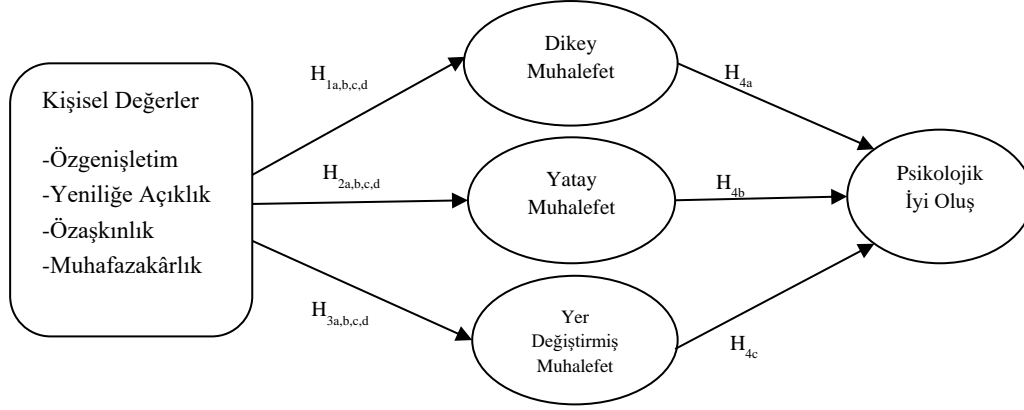 Kişisel Değerler
-Özgenişletim
-Yeniliğe Açıklık
-Özaşkınlık
-Muhafazakârlık
H1a,b,c,d
H2a,b,c,d
H3a,b,c,d
Dikey
Muhalefet
Yatay
Muhalefet
Yer
Değiştirmiş
Muhalefet
H4a
H4b
H4c
Psikolojik
İyi Oluş